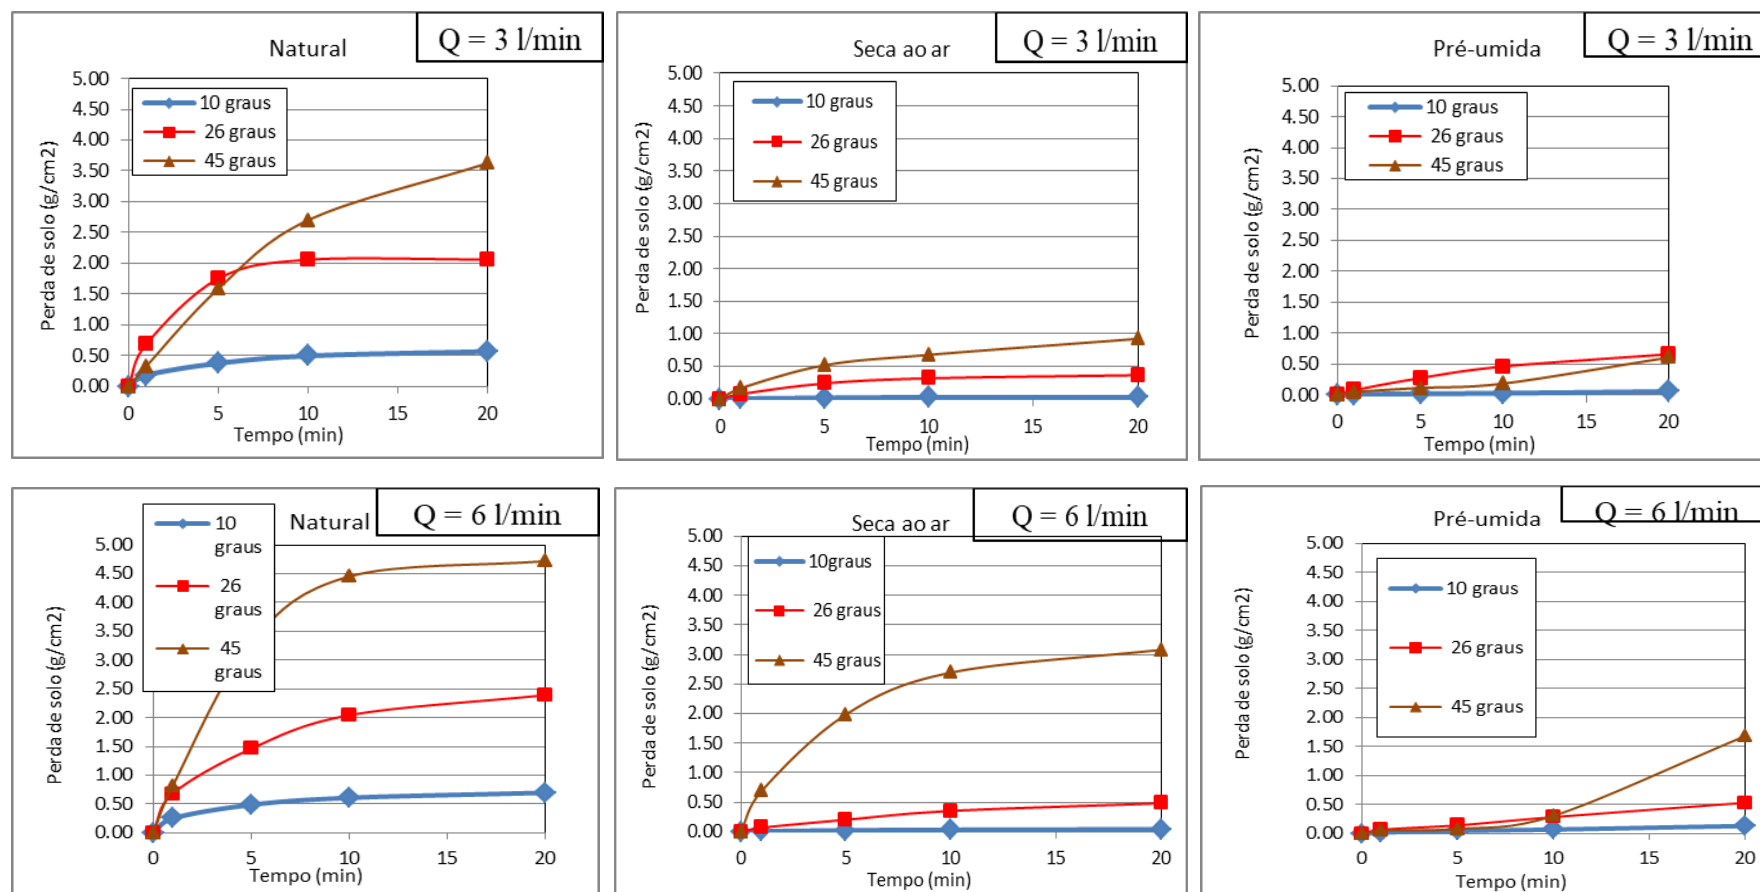 Natural
Q = 3 l/min
5.00
4.50
4.00
3.50
3.00
2.50
2.00
1.50
1.00
0.50
0.00
Perda de solo (g/cm2)
10 graus
26 graus
45 graus
0
5
10
15
20
Tempo (min)
Seca ao ar
Q = 3 l/min
5.00
4.50
4.00
3.50
3.00
2.50
2.00
1.50
1.00
0.50
0.00
Perda de solo (g/cm2)
10 graus
26 graus
45 graus
0
5
10
15
20
Tempo (min)
Pré-umida
Q = 3 l/min
5.00
4.50
4.00
3.50
3.00
2.50
2.00
1.50
1.00
0.50
0.00
Perda de solo (g/cm2)
10 graus
26 graus
45 graus
0
5
10
15
20
Tempo (min)
Natural
Q = 6 l/min
5.00
4.50
4.00
3.50
3.00
2.50
2.00
1.50
1.00
0.50
0.00
Perda de solo (g/cm2)
10
graus
26
graus
45
graus
0
5
10
15
20
Tempo (min)
Seca ao ar
Q = 6 l/min
5.00
4.50
4.00
3.50
3.00
2.50
2.00
1.50
1.00
0.50
0.00
Perda de solo (g/cm2)
10graus
26 graus
45 graus
0
5
10
15
20
Tempo (min)
Pré-umida
Q = 6 l/min
5.00
4.50
4.00
3.50
3.00
2.50
2.00
1.50
1.00
0.50
0.00
Perda de solo (g/cm2)
10 graus
26 graus
45 graus
0
5
10
15
20
Tempo (min)